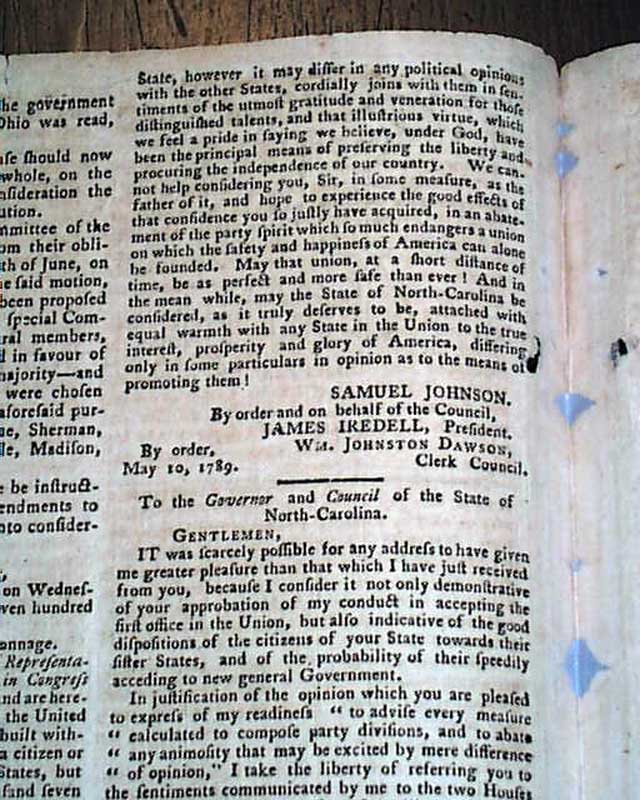 he government
Ohio was read,
ase should now
whole, on the
nsideration the
ution.
mmittee of the
om their obli-
th of June, on
he said motion,
been proposed
special Com-
ral members,
d in favour of
majority—and
were chosen
aforesaid pur-
ue, Sherman,
le, Madison,
e be instruct-
endments to
nto consider-
on Wednes-
ven hundred
onnage.
Representa-
in Congress
nd are here-
the United
built with-
a citizen or
States, but
sand seven
State, however it may differ in any political opinions
with the other States, cordially joins with them in sen-
timents of the utmost gratitude and veneration for those
distinguished talents, and that illustrious virtue, which
we feel a pride in saying we believe, under God, have
been the principal means of preserving the liberty and
procuring the independence of our country. We can-
not help considering you, Sir, in some measure, as the
father of it, and hope to experience the good effects of
that confidence you so justly have acquired, in an abate-
ment of the party spirit which so much endangers a union
on which the safety and happiness of America can alone
be founded. May that union, at a short distance of
time, be as perfect and more safe than ever! And in
the mean while, may the State of North-Carolina be
considered, as it truly deserves to be, attached with
equal warmth with any State in the Union to the true
interest, prosperity and glory of America, differing
only in some particulars in opinion as to the means of
promoting them!
SAMUEL JOHNSON.
By order and on behalf of the Council,
JAMES IREDELL, President.
By order, WM. JOHNSTON DAWSON,
May 10, 1789. Clerk Council.
To the Governor and Council of the State of
North-Carolina.
GENTLEMEN,
IT was scarcely possible for any address to have given
me greater pleasure than that which I have just received
from you, because I consider it not only demonstrative
of your approbation of my conduct in accepting the
first office in the Union, but also indicative of the good
dispositions of the citizens of your State towards their
sister States, and of the probability of their speedily
acceding to new general Government.
In justification of the opinion which you are pleased
to express of my readiness " to advise every measure
" calculated to compose party divisions, and to abate
" any animosity that may be excited by mere difference
" of opinion," I take the liberty of referring you to
the sentiments communicated by me to the two Houses